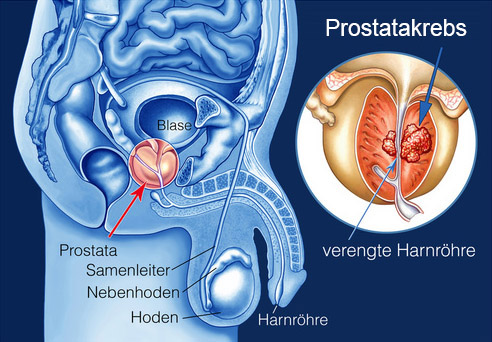 Prostatakrebs
Blase
Prostata
Samenleiter
Nebenhoden
Hoden
Harnröhre
verengte Harnröhre